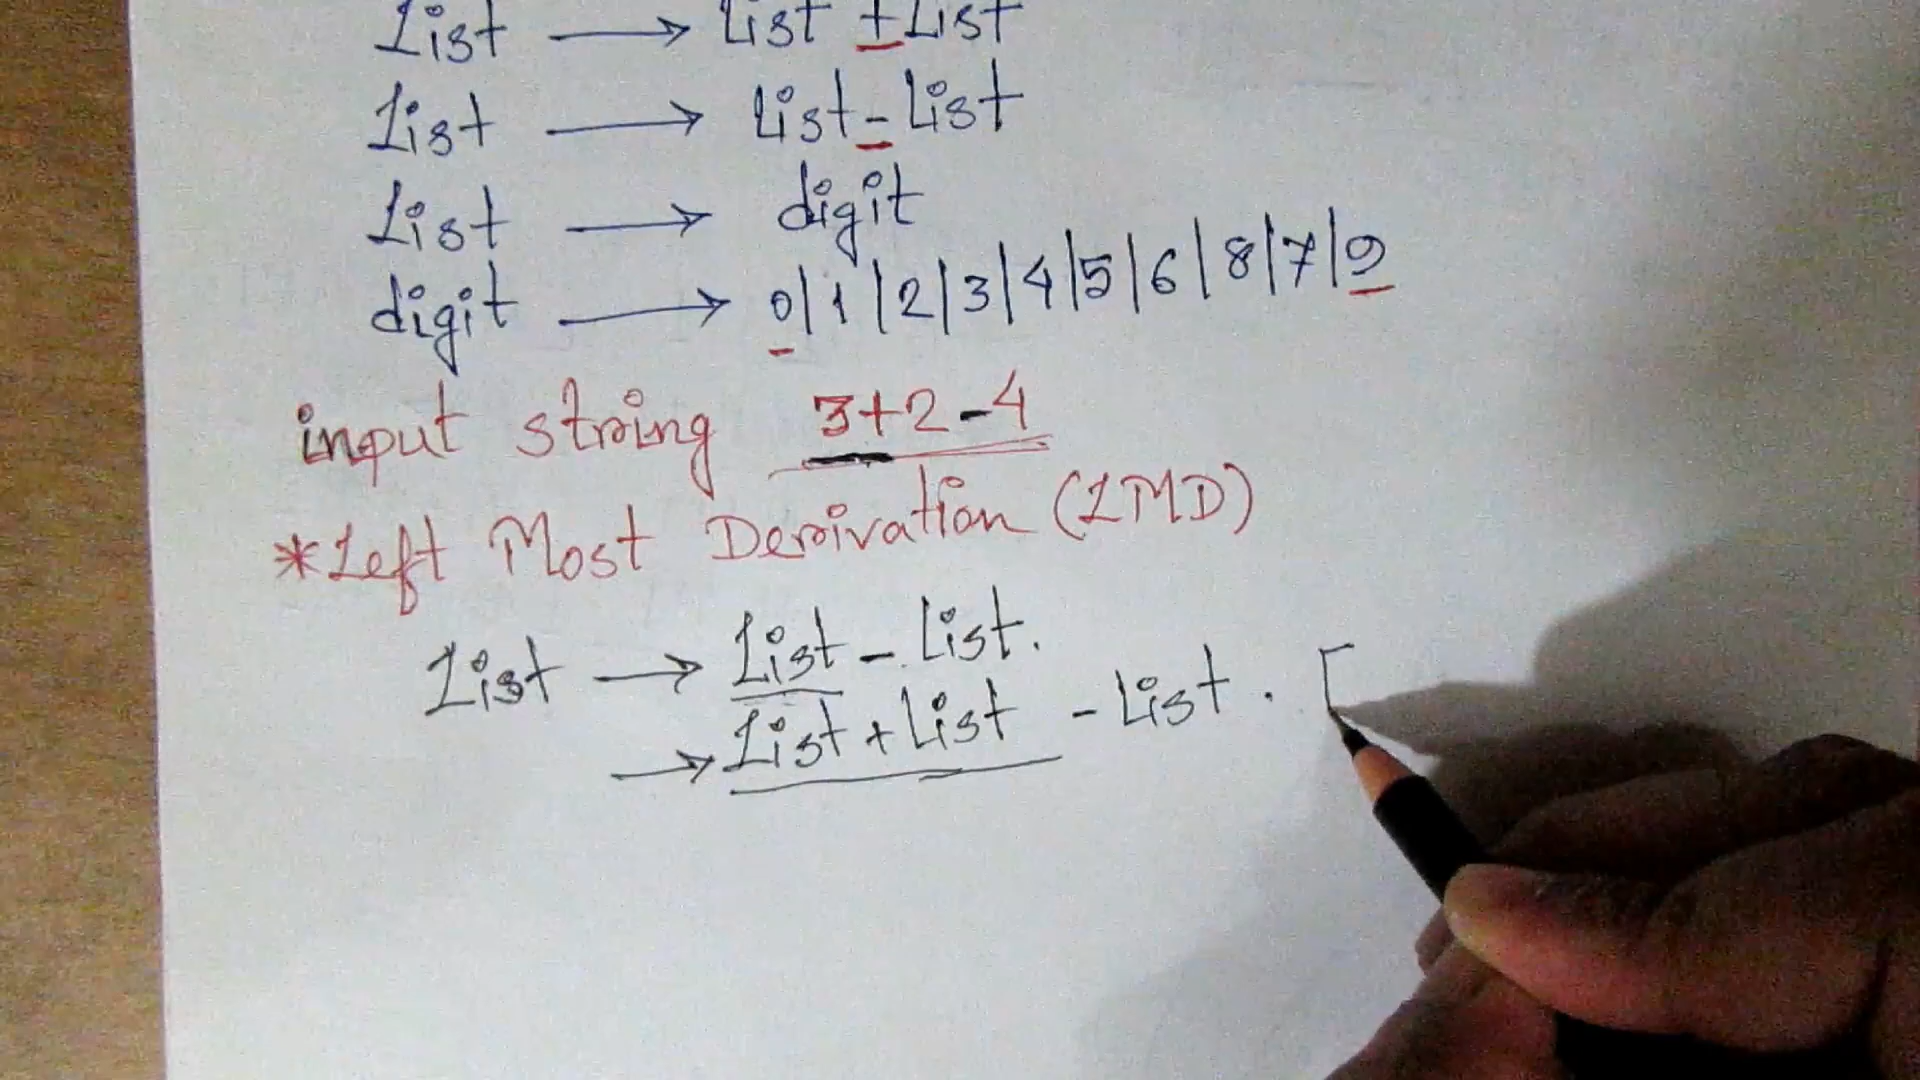 List → List + List
List → List - List
List → digit
digit → 0|1|2|3|4|5|6|8|7|9
input string 3+2-4
*Left Most Derivation (LMD)
List → List - List.
→ List + List - List. [